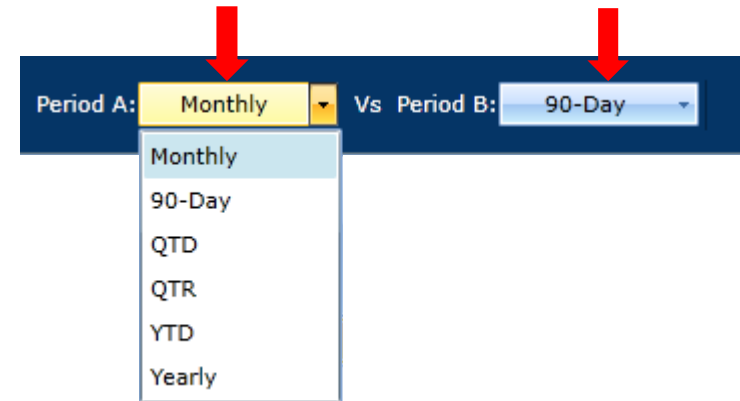 Period A: Monthly Vs Period B: 90-Day
Monthly
90-Day
QTD
QTR
YTD
Yearly